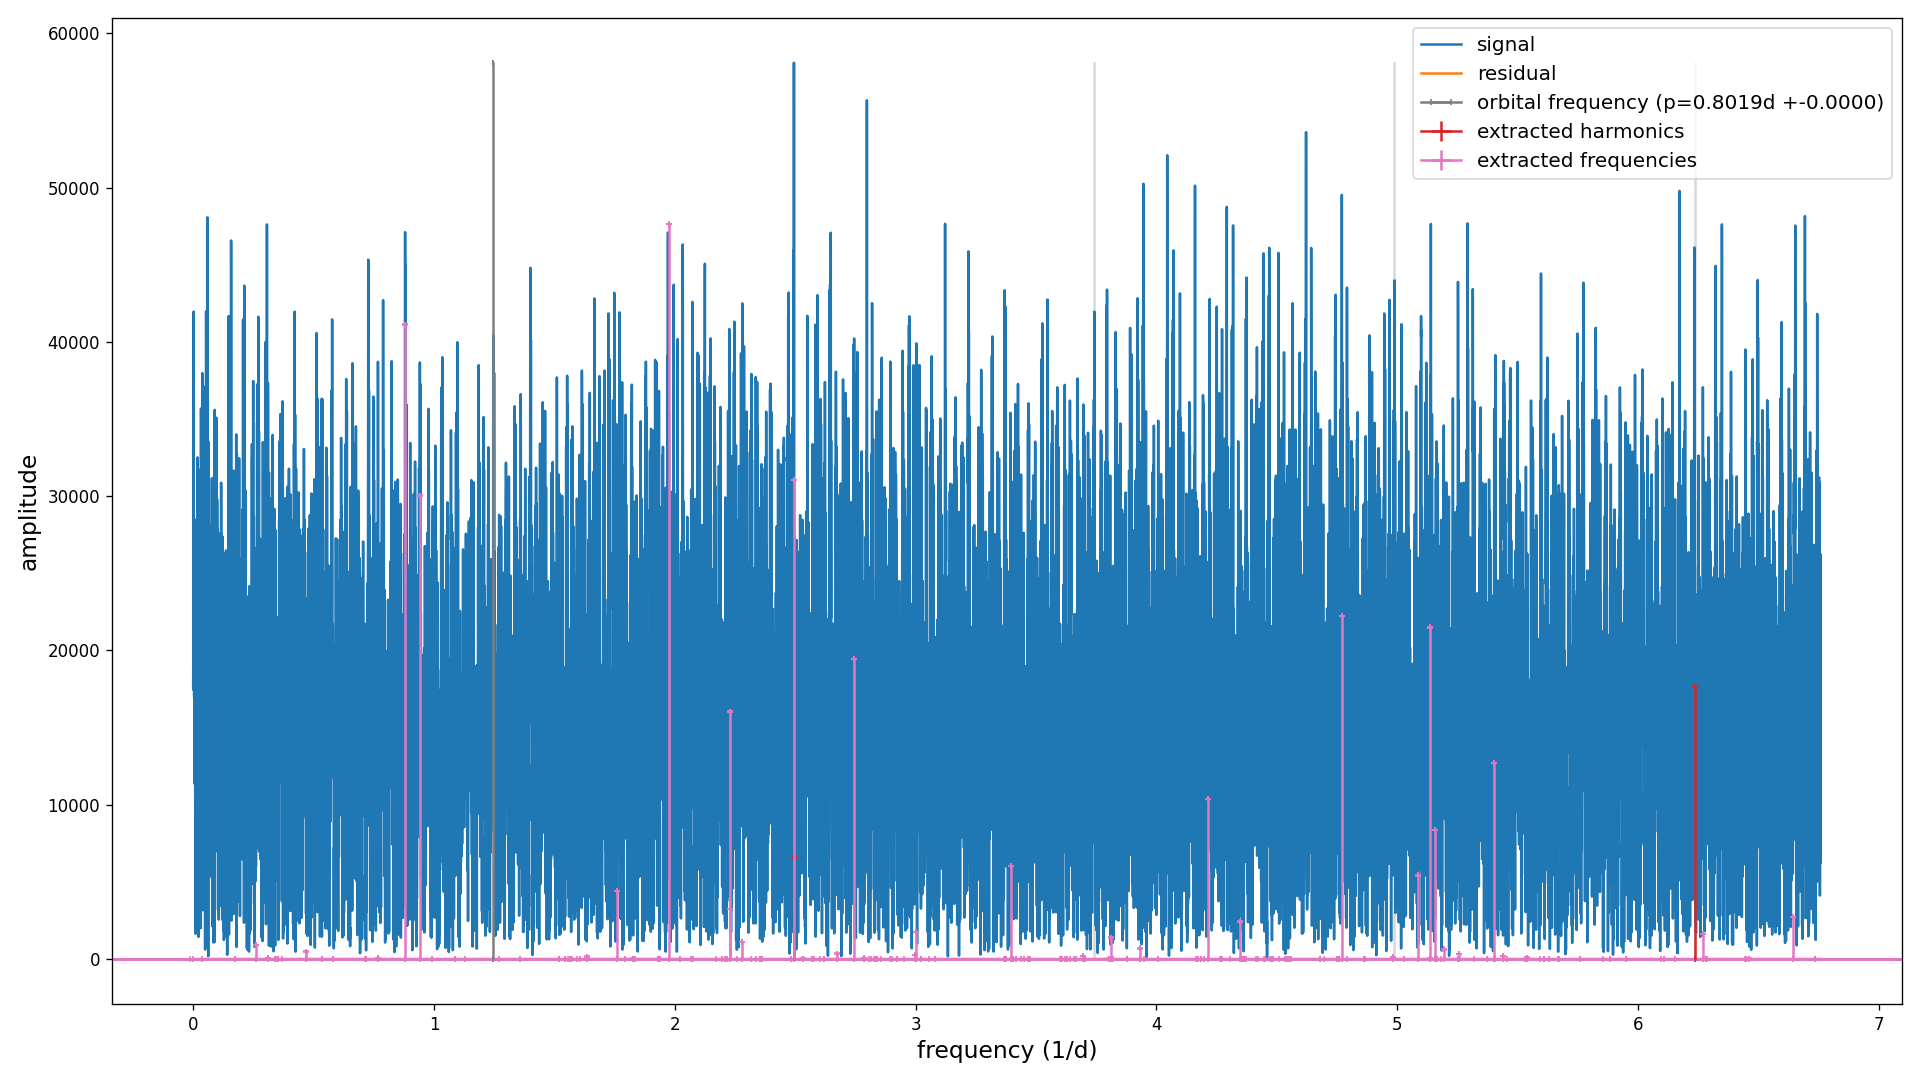 60000
50000
40000
30000
20000
10000
0
amplitude
signal
residual
orbital frequency (p=0.8019d +-0.0000)
extracted harmonics
extracted frequencies
0 1 2 3 4 5 6 7
frequency (1/d)